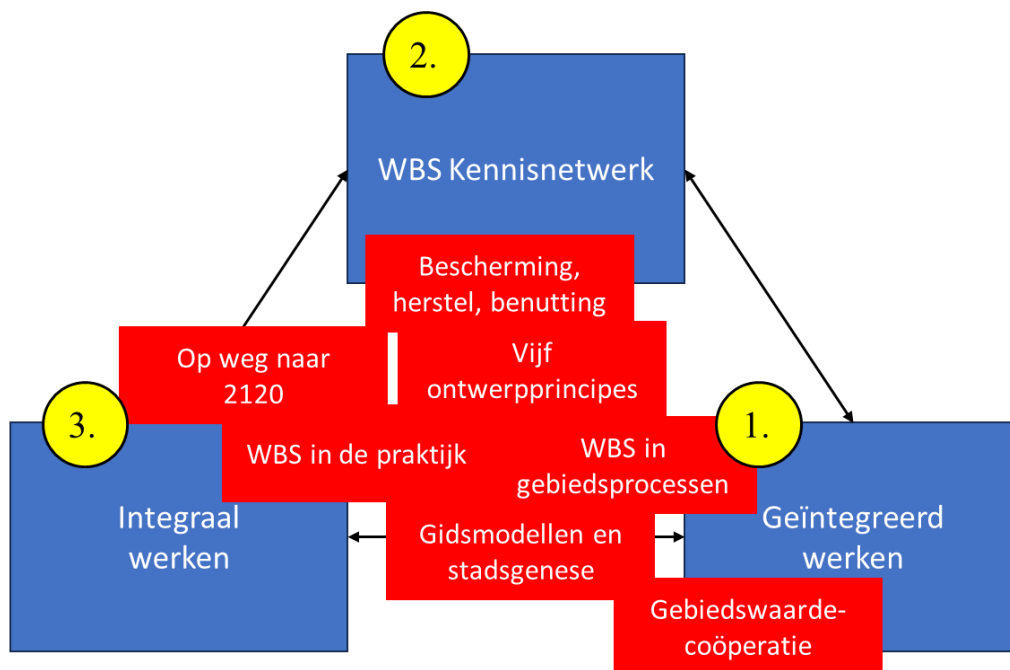 2.
WBS Kennisnetwerk
Bescherming,
herstel, benutting
Op weg naar
2120
Vijf
ontwerpprincipes
3.
1.
WBS in de praktijk
WBS in
gebiedsprocessen
Integraal
werken
Gidsmodellen en
stadsgenese
Geïntegreerd
werken
Gebiedswaarde-
coöperatie